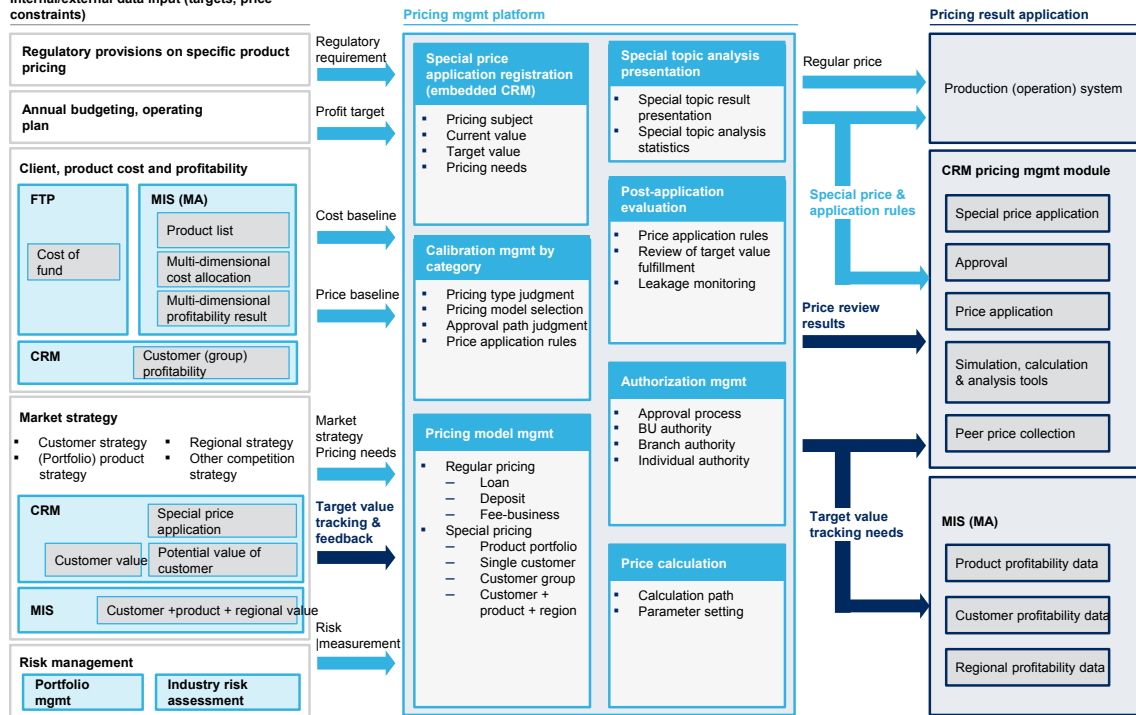 Internal/external data input (targets, price
constraints)
Regulatory provisions on specific product
pricing
Annual budgeting, operating
plan
Client, product cost and profitability
FTP
Cost of
fund
MIS (MA)
Product list
Multi-dimensional
cost allocation
Multi-dimensional
profitability result
CRM
Customer (group)
profitability
Market strategy
▪ Customer strategy
▪ (Portfolio) product
strategy
▪ Regional strategy
▪ Other competition
strategy
CRM
Special price
application
Customer value
Potential value of
customer
MIS
Customer +product + regional value
Risk management
Portfolio
mgmt
Industry risk
assessment
Regulatory
requirement
Profit target
Cost baseline
Price baseline
Market
strategy
Pricing needs
Target value
tracking &
feedback
Risk
|measurement
Pricing mgmt platform
Special price
application registration
(embedded CRM)
▪ Pricing subject
▪ Current value
▪ Target value
▪ Pricing needs
Calibration mgmt by
category
▪ Pricing type judgment
▪ Pricing model selection
▪ Approval path judgment
▪ Price application rules
Pricing model mgmt
▪ Regular pricing
– Loan
– Deposit
– Fee-business
▪ Special pricing
– Product portfolio
– Single customer
– Customer group
– Customer +
product + region
Special topic analysis
presentation
▪ Special topic result
presentation
▪ Special topic analysis
statistics
Post-application
evaluation
▪ Price application rules
▪ Review of target value
fulfillment
▪ Leakage monitoring
Authorization mgmt
▪ Approval process
▪ BU authority
▪ Branch authority
▪ Individual authority
Price calculation
▪ Calculation path
▪ Parameter setting
Regular price
Special price &
application rules
Price review
results
Target value
tracking needs
Pricing result application
Production (operation) system
CRM pricing mgmt module
Special price application
Approval
Price application
Simulation, calculation
& analysis tools
Peer price collection
MIS (MA)
Product profitability data
Customer profitability data
Regional profitability data